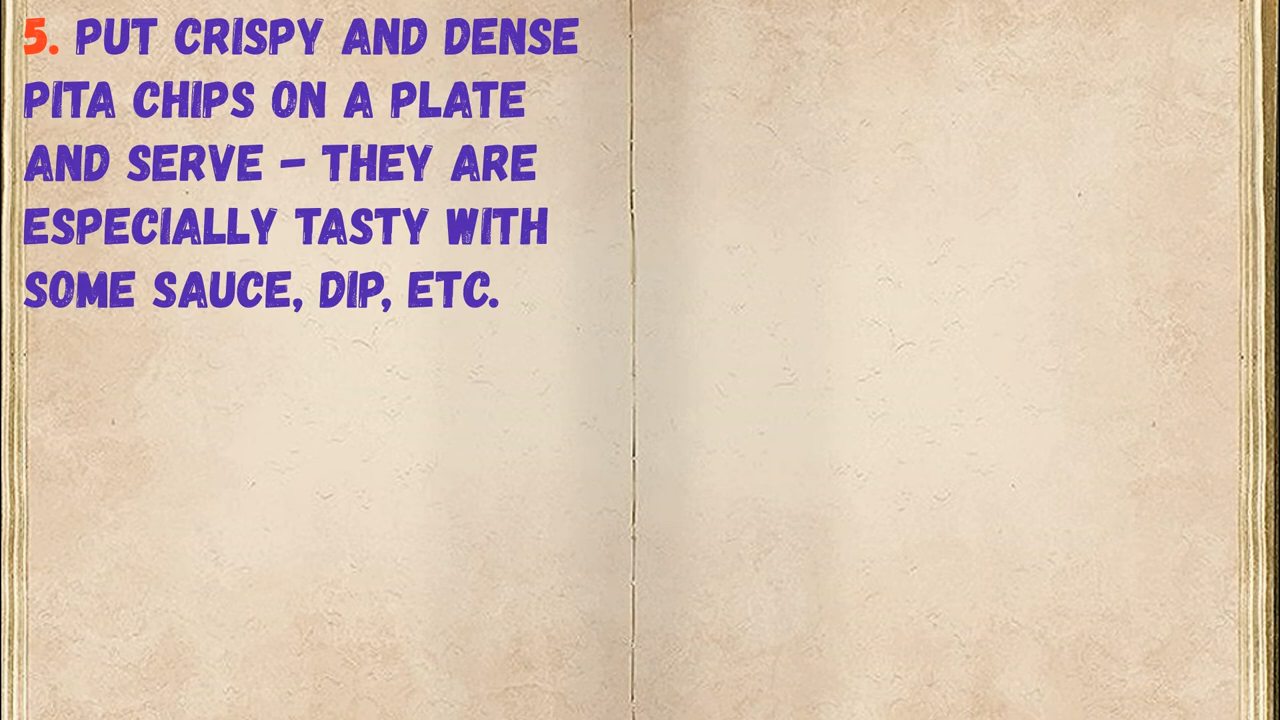 5. PUT CRISPY AND DENSE
PITA CHIPS ON A PLATE
AND SERVE – THEY ARE
ESPECIALLY TASTY WITH
SOME SAUCE, DIP, ETC.